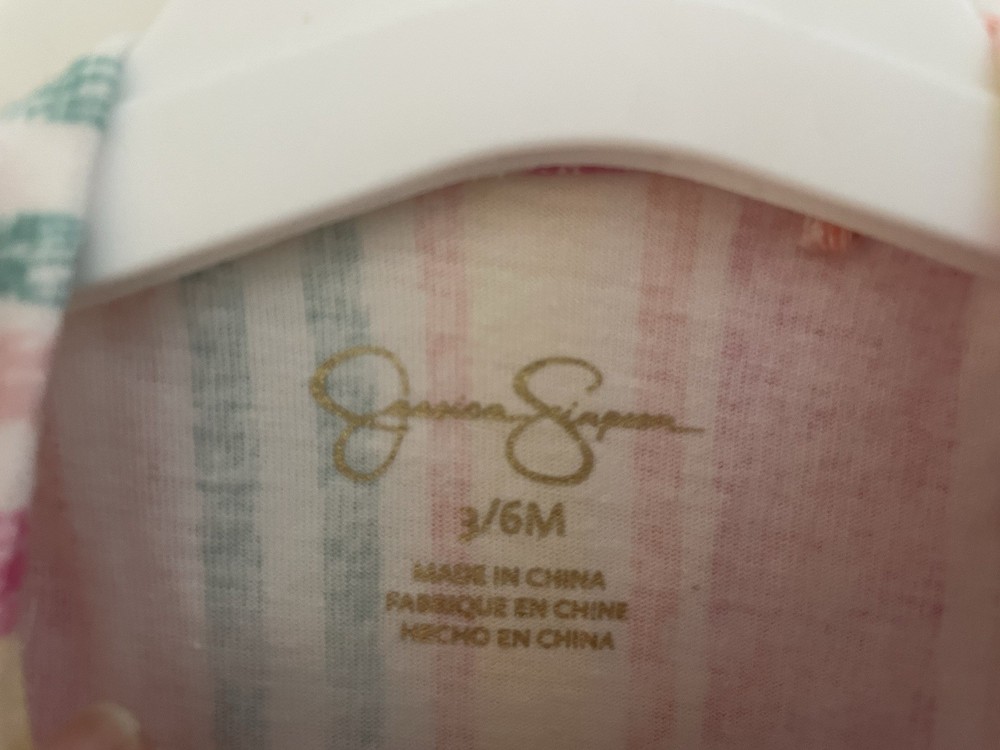 Jessica Simpson
3/6M
MADE IN CHINA
FABRIQUE EN CHINE
HECHO EN CHINA